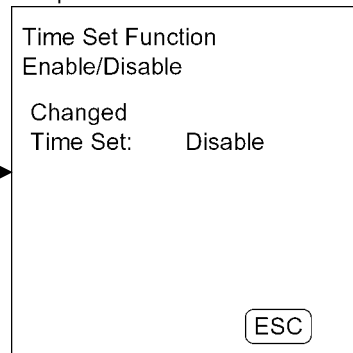 Time Set Function
Enable/Disable
Changed
Time Set: Disable
ESC